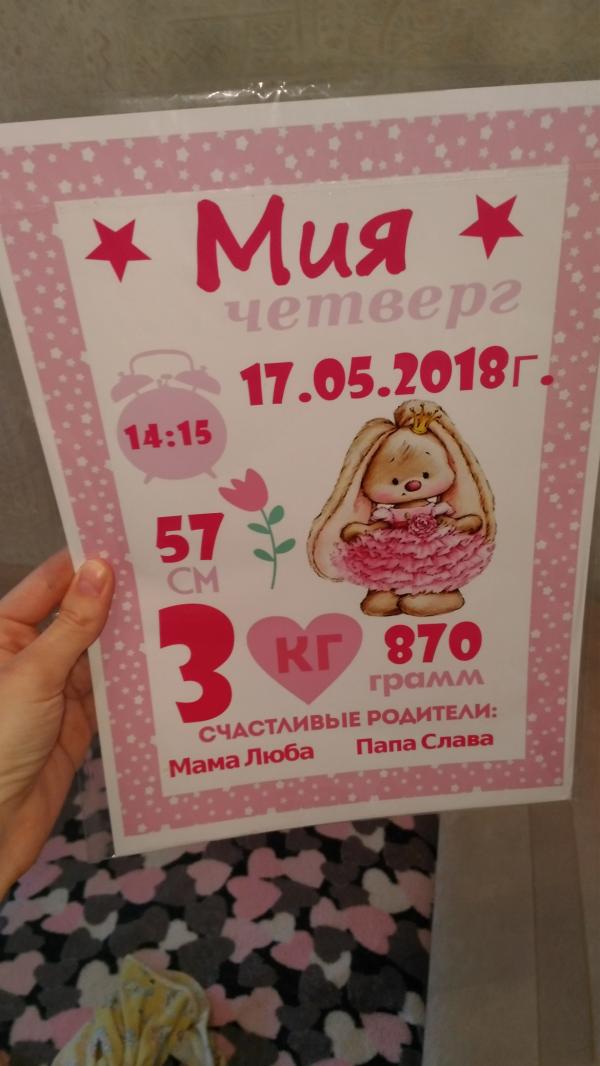 Мия
четверг
17.05.2018г.
14:15
57
СМ
3 КГ 870
грамм
СЧАСТЛИВЫЕ РОДИТЕЛИ:
Мама Люба Папа Слава